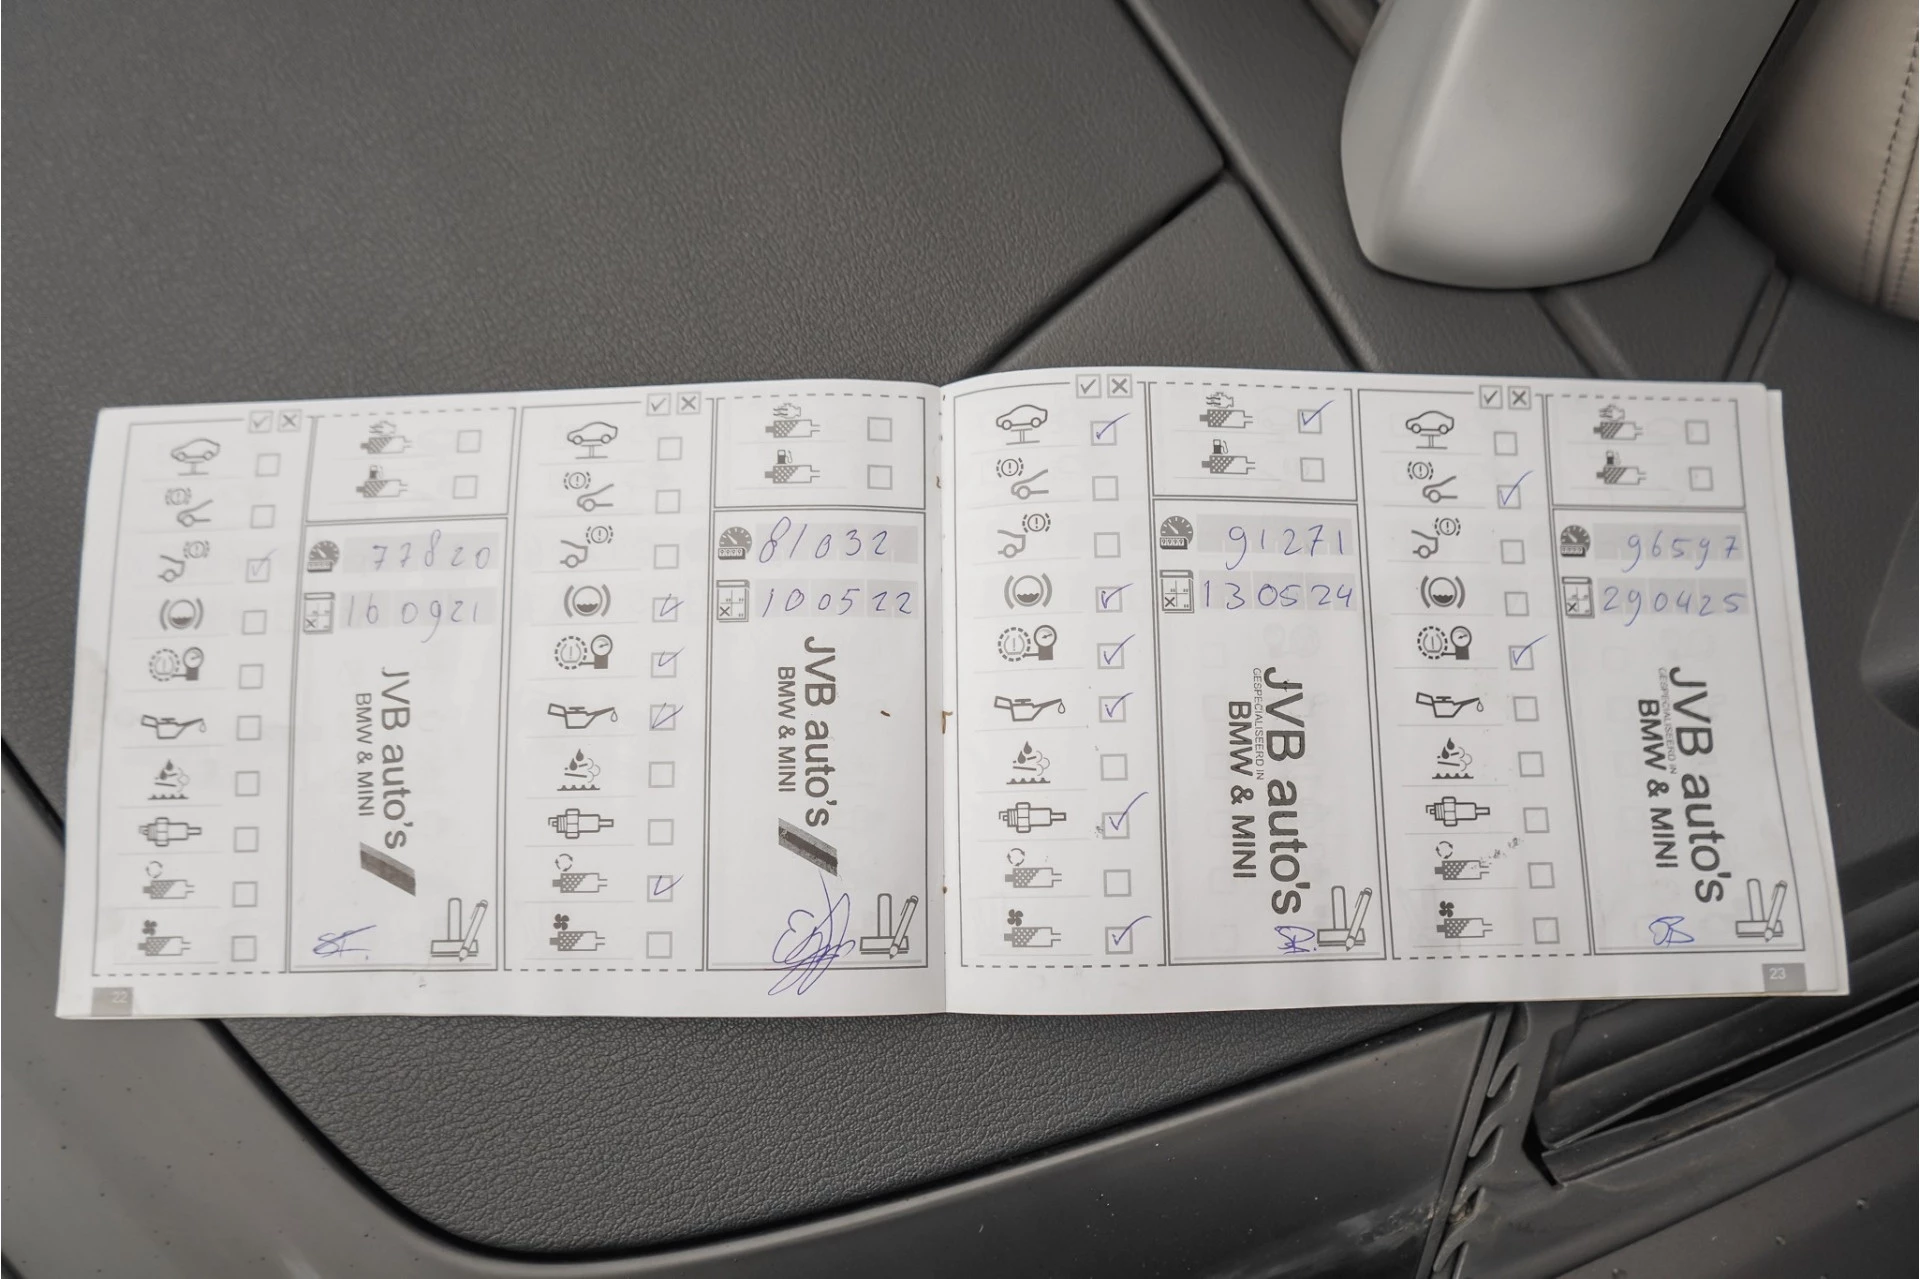 77820
160921
JVB auto's
BMW & MINI
22
81032
100522
JVB auto's
BMW & MINI
91271
130524
JVB auto's
GESPECIALISEERD IN
BMW & MINI
96597
290425
JVB auto's
GESPECIALISEERD IN
BMW & MINI
23